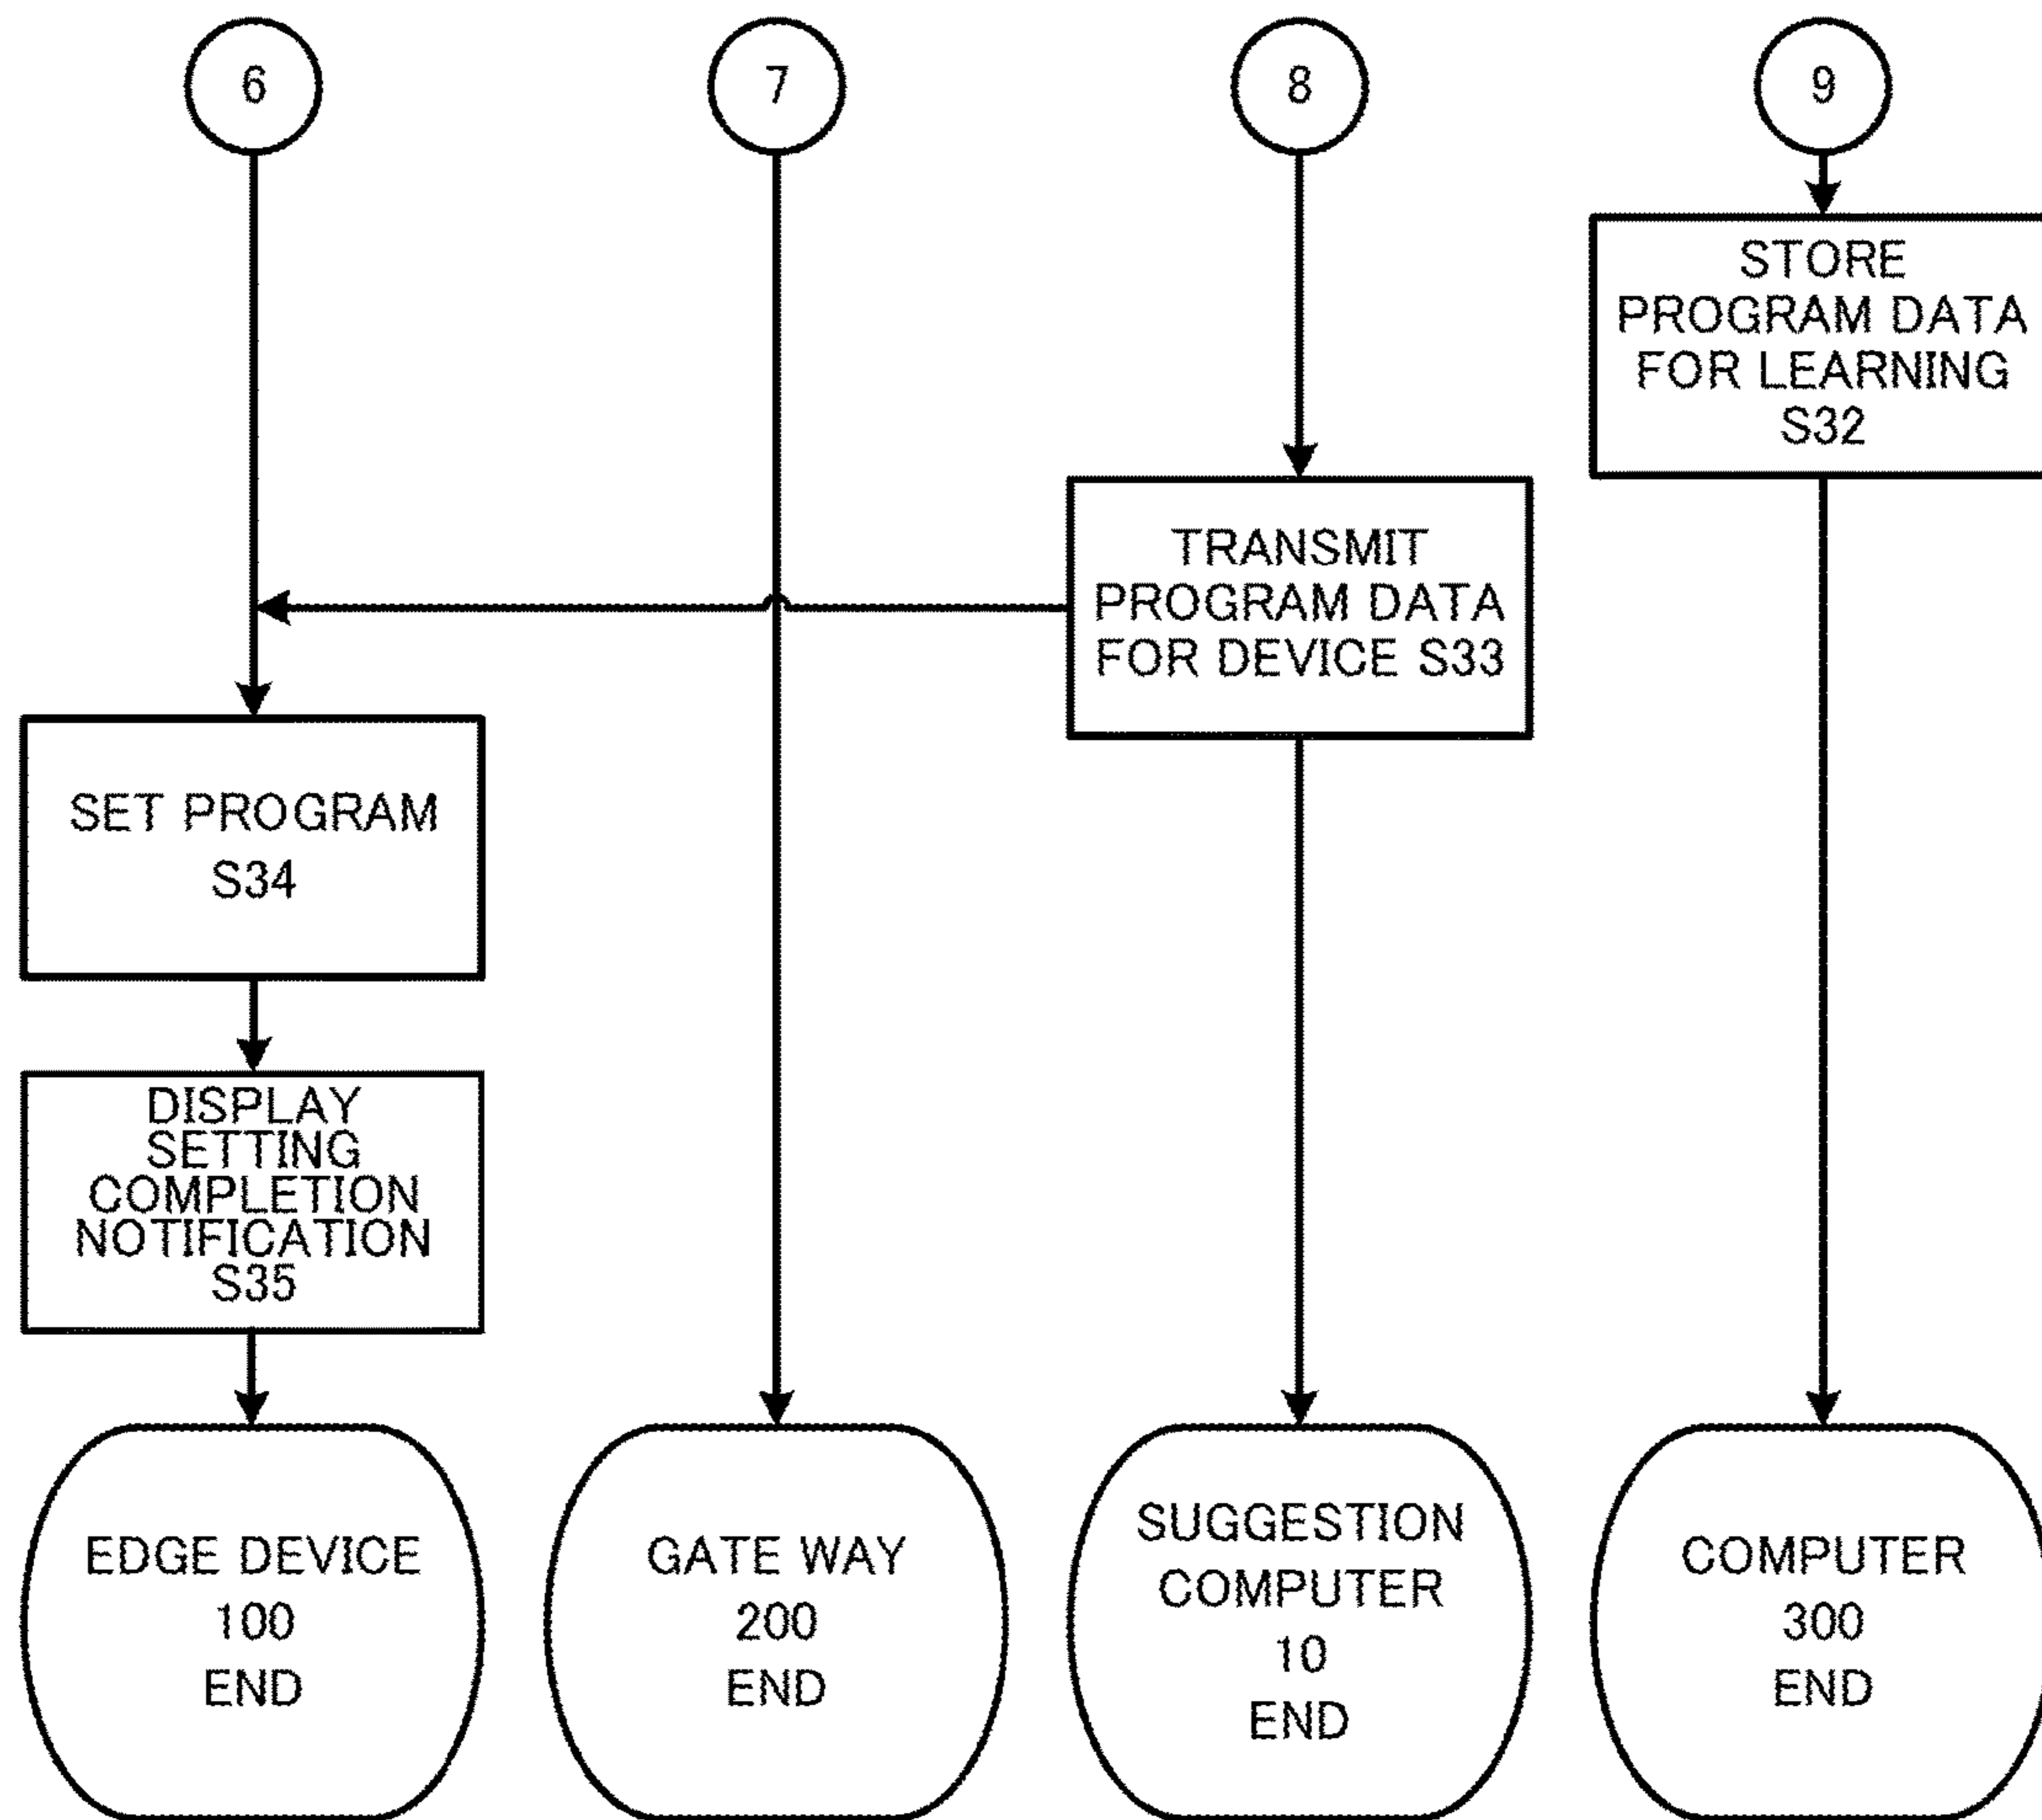 6
7
8
9
STORE
PROGRAM DATA
FOR LEARNING
S32
TRANSMIT
PROGRAM DATA
FOR DEVICE S33
SET PROGRAM
S34
DISPLAY
SETTING
COMPLETION
NOTIFICATION
S35
EDGE DEVICE
100
END
GATE WAY
200
END
SUGGESTION
COMPUTER
10
END
COMPUTER
300
END